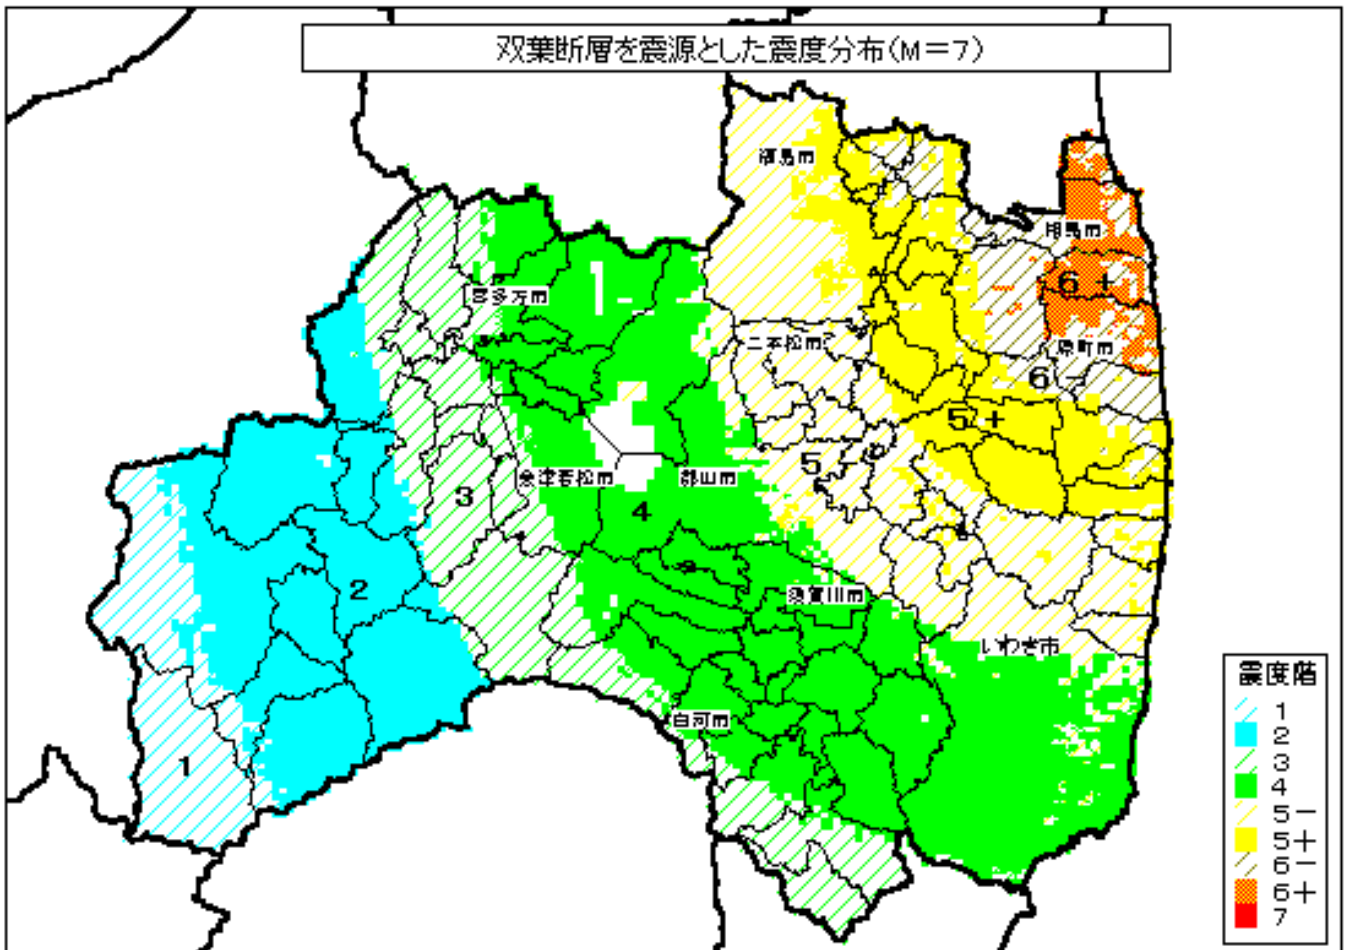 双葉断層を震源とした震度分布(M=7)
福島市
相馬市
6+
喜多方市
二本松市
原町市
6-
5+
5-
会津若松市
郡山市
3
4
2
須賀川市
いわき市
白河市
1
震度階
1
2
3
4
5-
5+
6-
6+
7